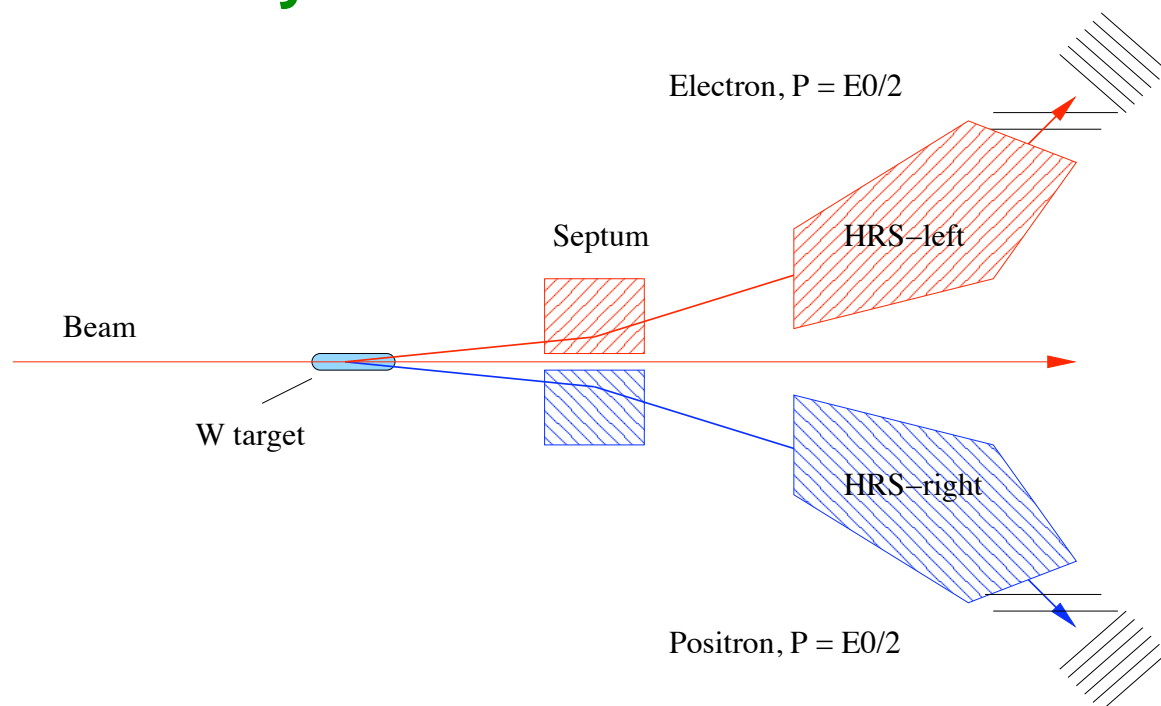 Electron, P = E0/2
HRS−left
Septum
Beam
W target
HRS−right
Positron, P = E0/2